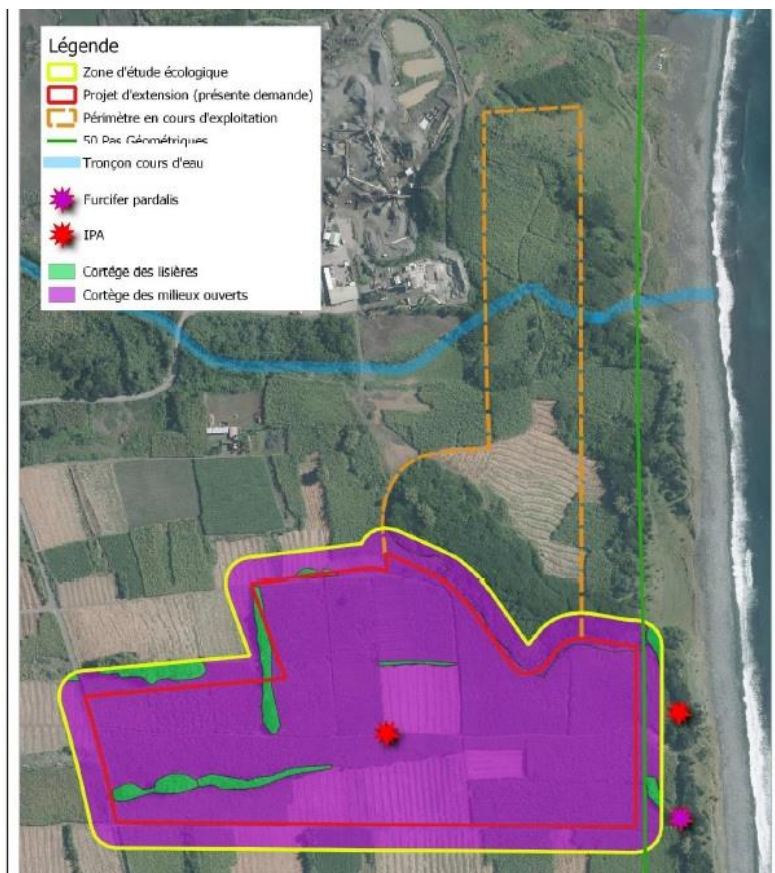 Légende
Zone d'étude écologique
Projet d'extension (présente demande)
Périmètre en cours d'exploitation
50 Pas Géométriques
Tronçon cours d'eau
Furcifer pardalis
IPA
Cortége des lisières
Cortège des milieux ouverts